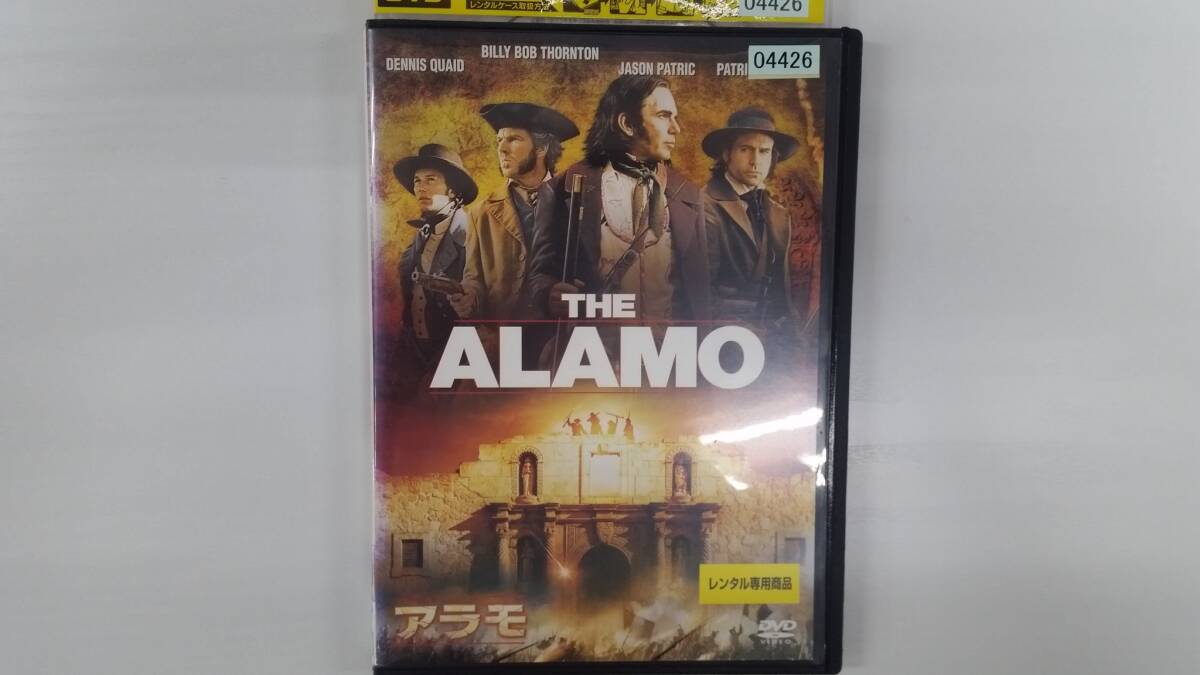 レンタルケース取扱方
04426
BILLY BOB THORNTON
DENNIS QUAID
JASON PATRIC
04426
THE
ALAMO
レンタル専用商品
アラモ
DVD
VIDEO